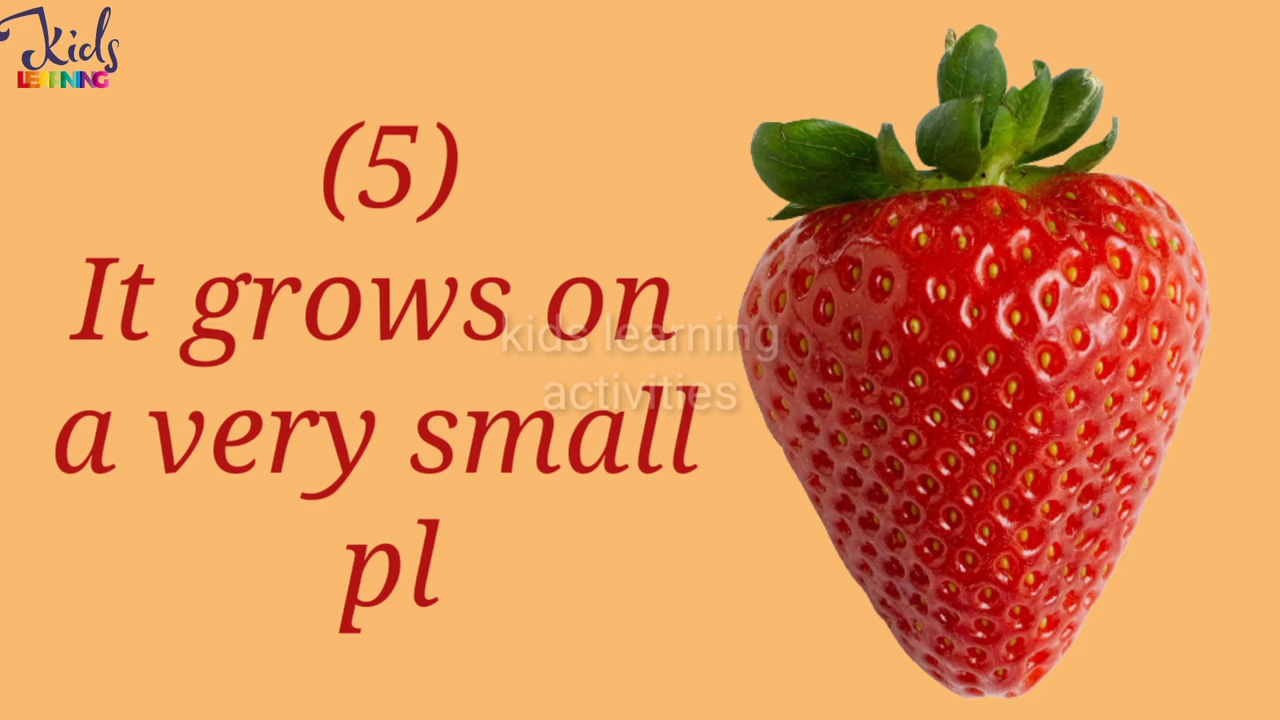 Kids
LEARNING
(5)
It grows on
a very small
pl
kids learning
activities